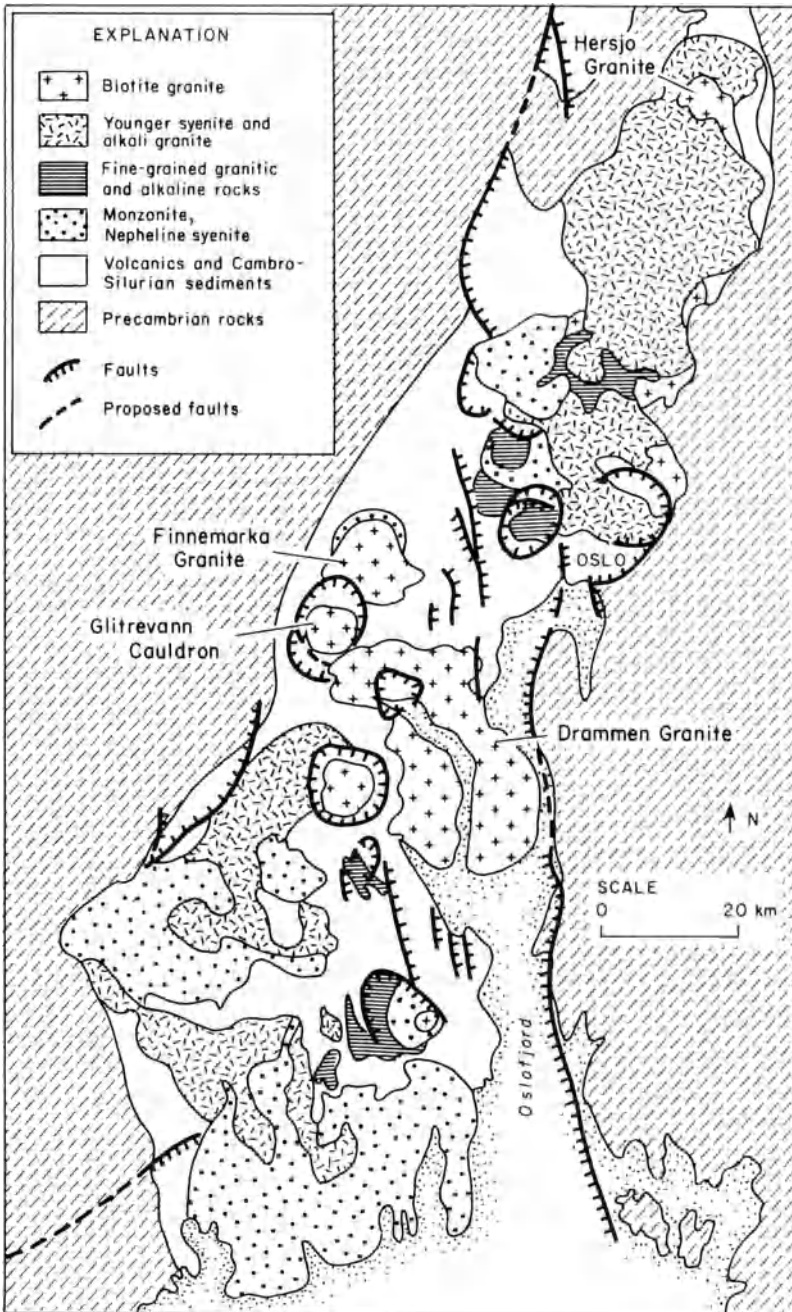 EXPLANATION
Biotite granite
Younger syenite and
alkali granite
Fine-grained granitic
and alkaline rocks
Monzonite,
Nepheline syenite
Volcanics and Cambro-
Silurian sediments
Precambrian rocks
Faults
Proposed faults
Hersjo
Granite
Finnemarka
Granite
OSLO
Glitrevann
Cauldron
Drammen Granite
N
SCALE
0 20 km
Oslofjord